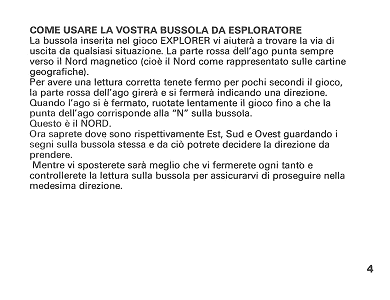 COME USARE LA VOSTRA BUSSOLA DA ESPLORATORE
La bussola inserita nel gioco EXPLORER vi aiuterà a trovare la via di
uscita da qualsiasi situazione. La parte rossa dell'ago punta sempre
verso il Nord magnetico (cioè il Nord come rappresentato sulle cartine
geografiche).
Per avere una lettura corretta tenete fermo per pochi secondi il gioco,
la parte rossa dell'ago girerà e si fermerà indicando una direzione.
Quando l'ago si è fermato, ruotate lentamente il gioco fino a che la
punta dell'ago corrisponde alla "N" sulla bussola.
Questo è il NORD.
Ora saprete dove sono rispettivamente Est, Sud e Ovest guardando i
segni sulla bussola stessa e da ciò potrete decidere la direzione da
prendere.
Mentre vi sposterete sarà meglio che vi fermerete ogni tanto e
controllerete la lettura sulla bussola per assicurarvi di proseguire nella
medesima direzione.
4